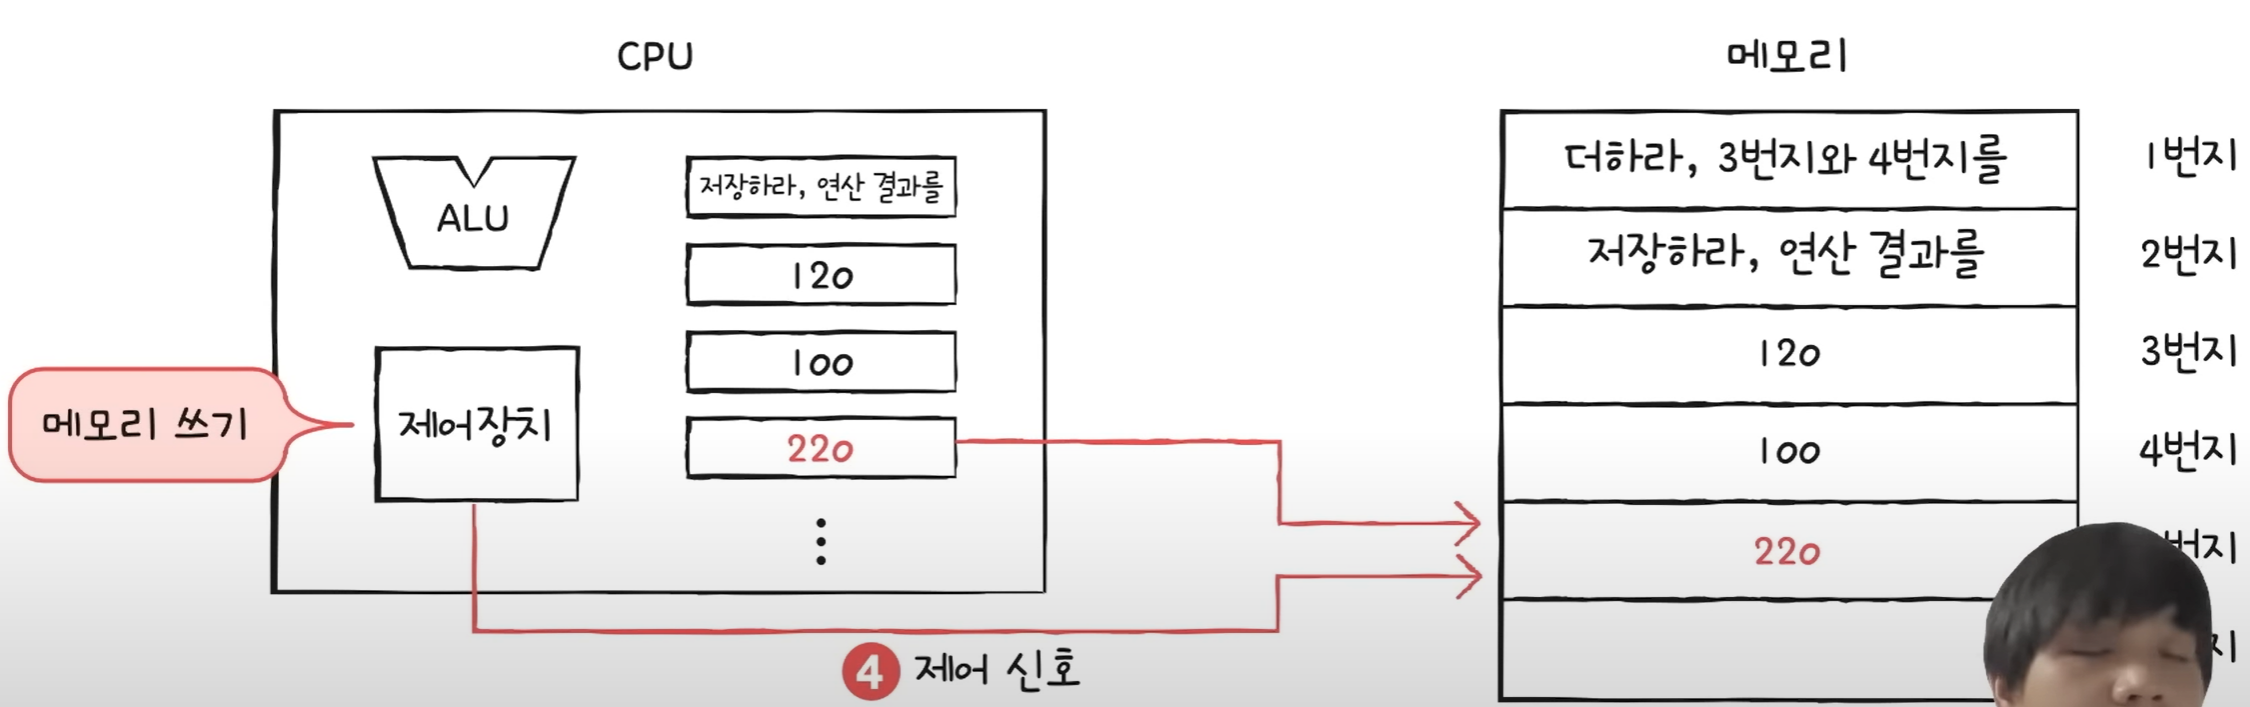 CPU
메모리
ALU
제어장치
메모리 쓰기
저장하라, 연산 결과를
120
100
220
4 제어 신호
더하라, 3번지와 4번지를 1번지
저장하라, 연산 결과를 2번지
120 3번지
100 4번지
220 번지